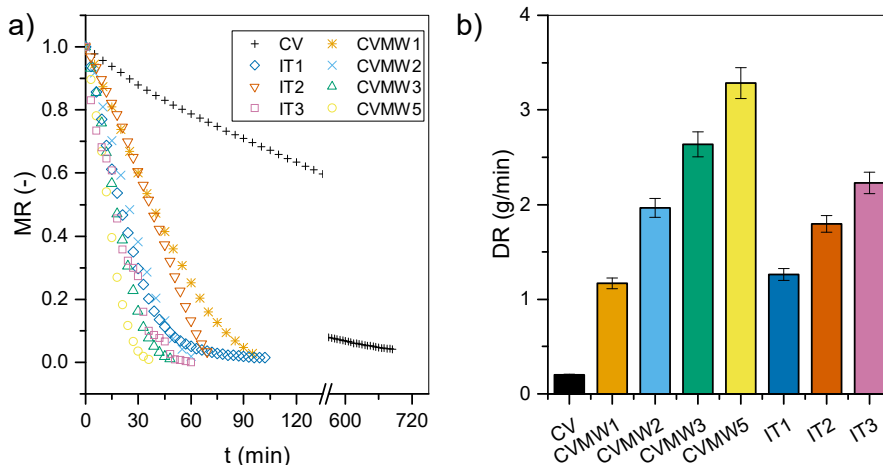 a)
MR (-)
1.0
0.8
0.6
0.4
0.2
0.0
0
30
60
90
120
600
720
t (min)
CV
IT1
IT2
IT3
CVMW1
CVMW2
CVMW3
CVMW5
b)
DR (g/min)
4
3
2
1
0
CV
CVMW1
CVMW2
CVMW3
CVMW5
IT1
IT2
IT3